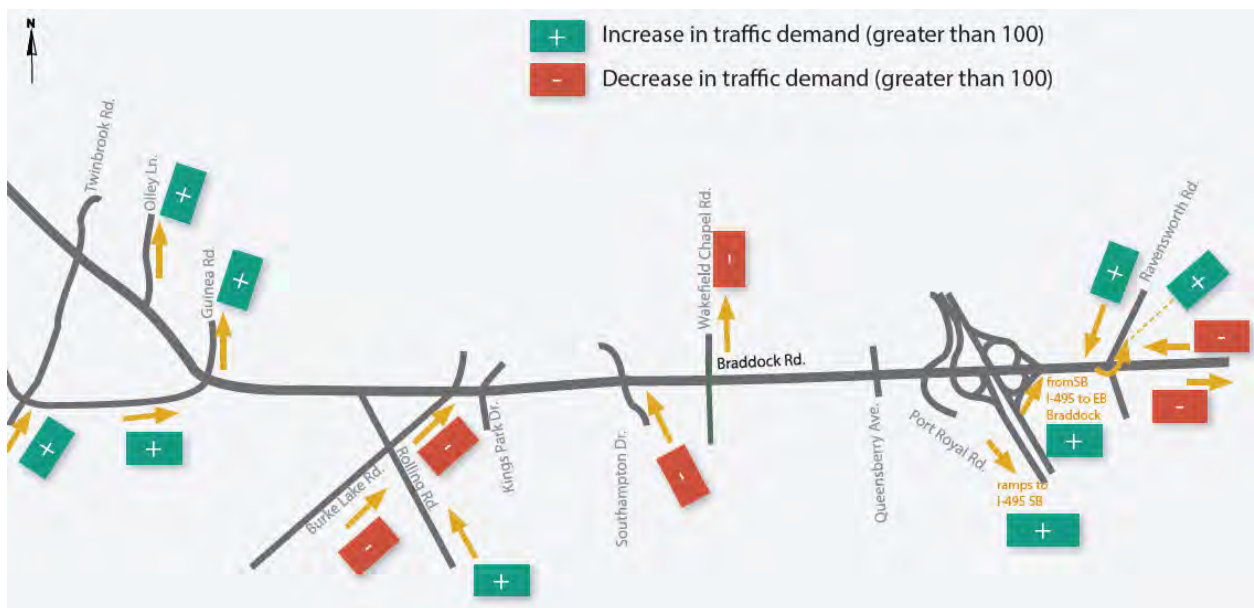 N
+ Increase in traffic demand (greater than 100)
- Decrease in traffic demand (greater than 100)
Twinbrook Rd.
Olley Ln.
+
Guinea Rd.
+
+
+
Burke Lake Rd.
-
Rolling Rd.
-
+
Kings Park Dr.
Southampton Dr.
-
Wakefield Chapel Rd.
-
Braddock Rd.
Queensberry Ave.
Port Royal Rd.
ramps to
I-495 SB
+
fromSB
I-495 to EB
Braddock
+
+
Ravensworth Rd.
+
-
-